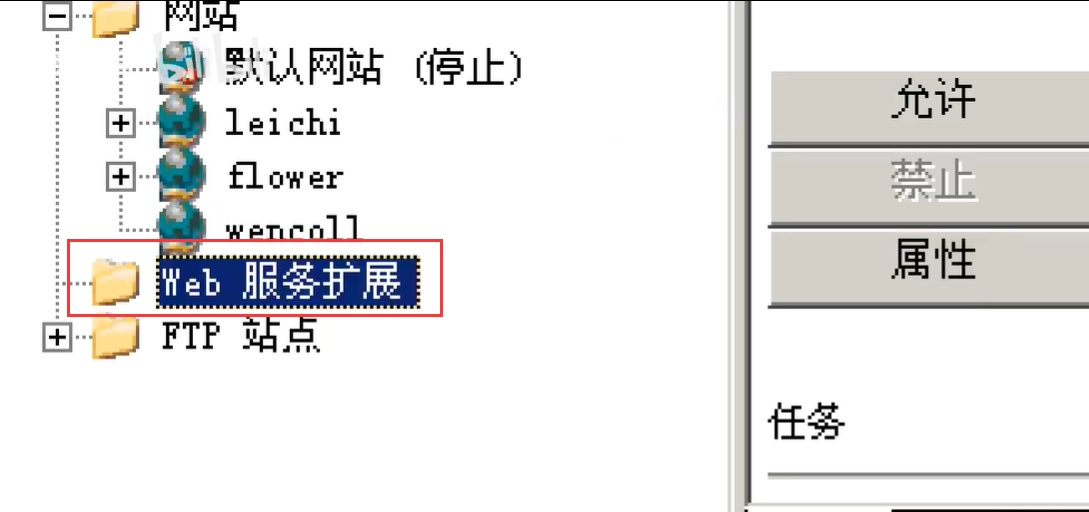 网站
默认网站 (停止)
leichi
flower
wencoll
Web 服务扩展
FTP 站点
允许
禁止
属性
任务